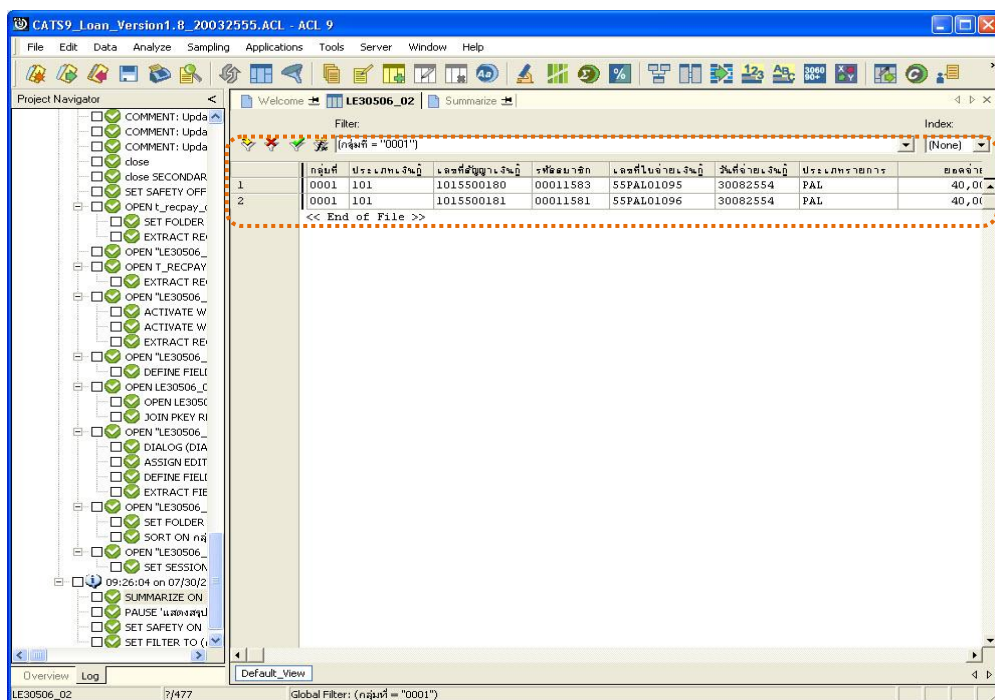 CATS9_Loan_Version1.8_20032555.ACL - ACL 9
File Edit Data Analyze Sampling Applications Tools Server Window Help
Project Navigator <
Welcome LE30506_02 Summarize
Filter: Index:
(กลุ่มที่ = "0001") (None)
กลุ่มที่ ประเภทเงินกู้ เลขที่สัญญาเงินกู้ รหัสสมาชิก เลขที่ใบจ่ายเงินกู้ วันที่จ่ายเงินกู้ ประเภทรายการ ยอดจ่าย
1 0001 101 1015500180 00011583 55PAL01095 30082554 PAL 40,00
2 0001 101 1015500181 00011581 55PAL01096 30082554 PAL 40,00
<< End of File >>
COMMENT: Upda
COMMENT: Upda
COMMENT: Upda
close
close SECONDAR
SET SAFETY OFF
OPEN t_recpay_
SET FOLDER
EXTRACT RE
OPEN "LE30506_
OPEN T_RECPAY
EXTRACT RE
OPEN "LE30506_
ACTIVATE W
ACTIVATE W
EXTRACT RE
OPEN "LE30506_
DEFINE FIEL
OPEN LE30506_0
OPEN LE3050
JOIN PKEY R
OPEN "LE30506_
DIALOG (DIA
ASSIGN EDIT
DEFINE FIEL
EXTRACT FIE
OPEN "LE30506_
SET FOLDER
SORT ON กลุ่
OPEN "LE30506_
SET SESSION
09:26:04 on 07/30/2
SUMMARIZE ON
PAUSE 'แสดงสรุป
SET SAFETY ON
SET FILTER TO (
Overview Log
Default_View
LE30506_02 ?/477 Global Filter: (กลุ่มที่ = "0001")